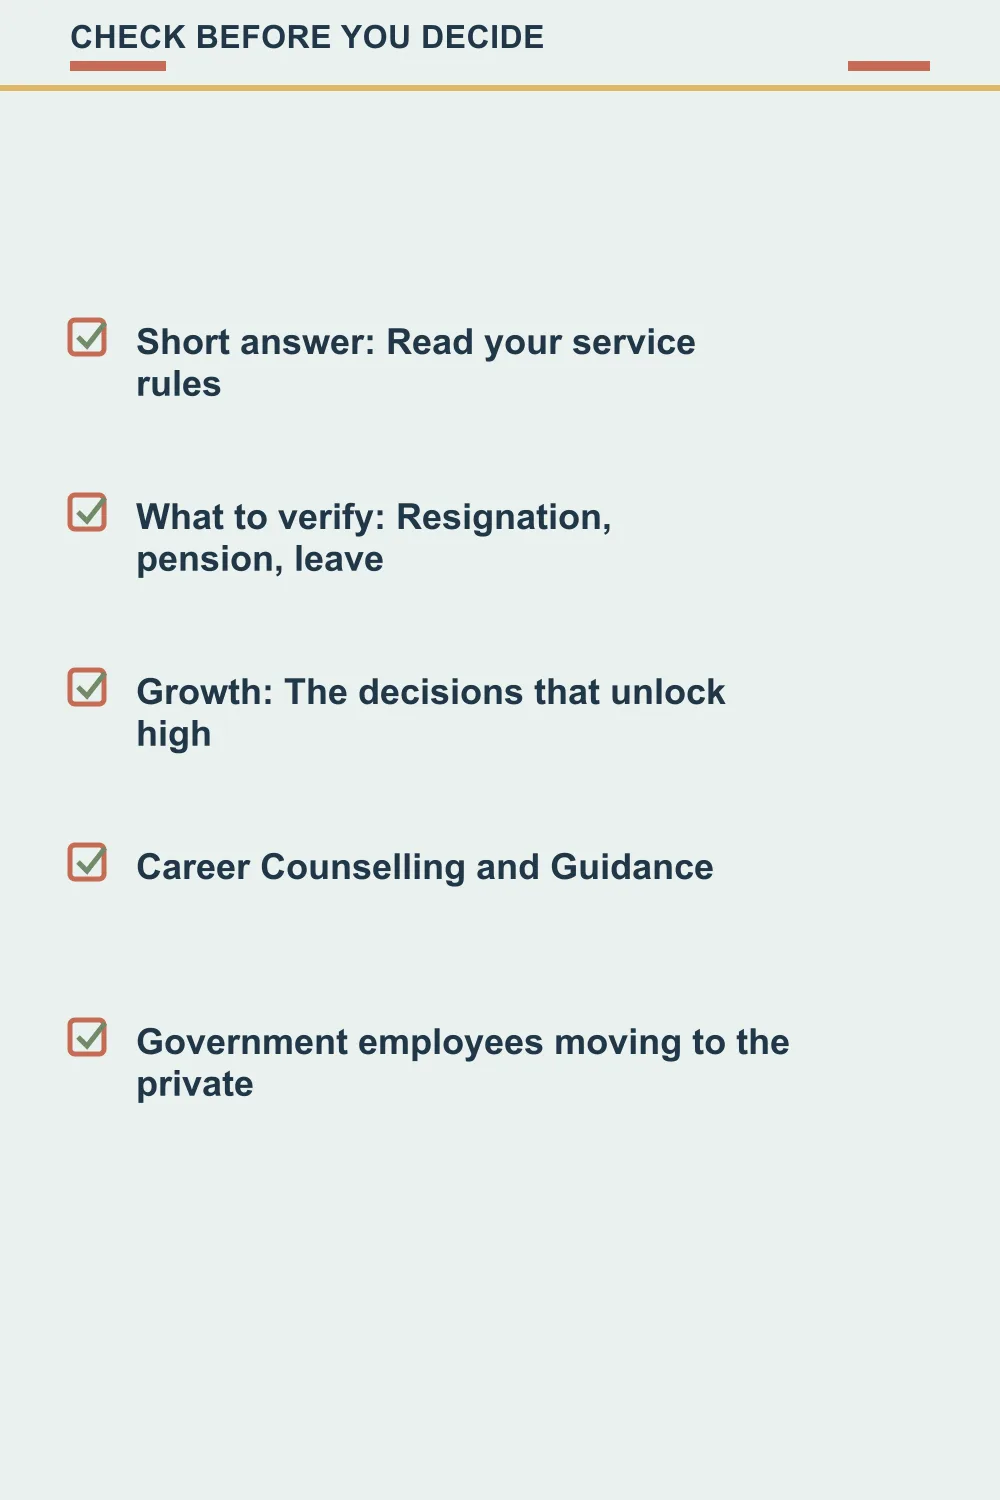 CHECK BEFORE YOU DECIDE
Short answer: Read your service
rules
What to verify: Resignation,
pension, leave
Growth: The decisions that unlock
high
Career Counselling and Guidance
Government employees moving to the
private